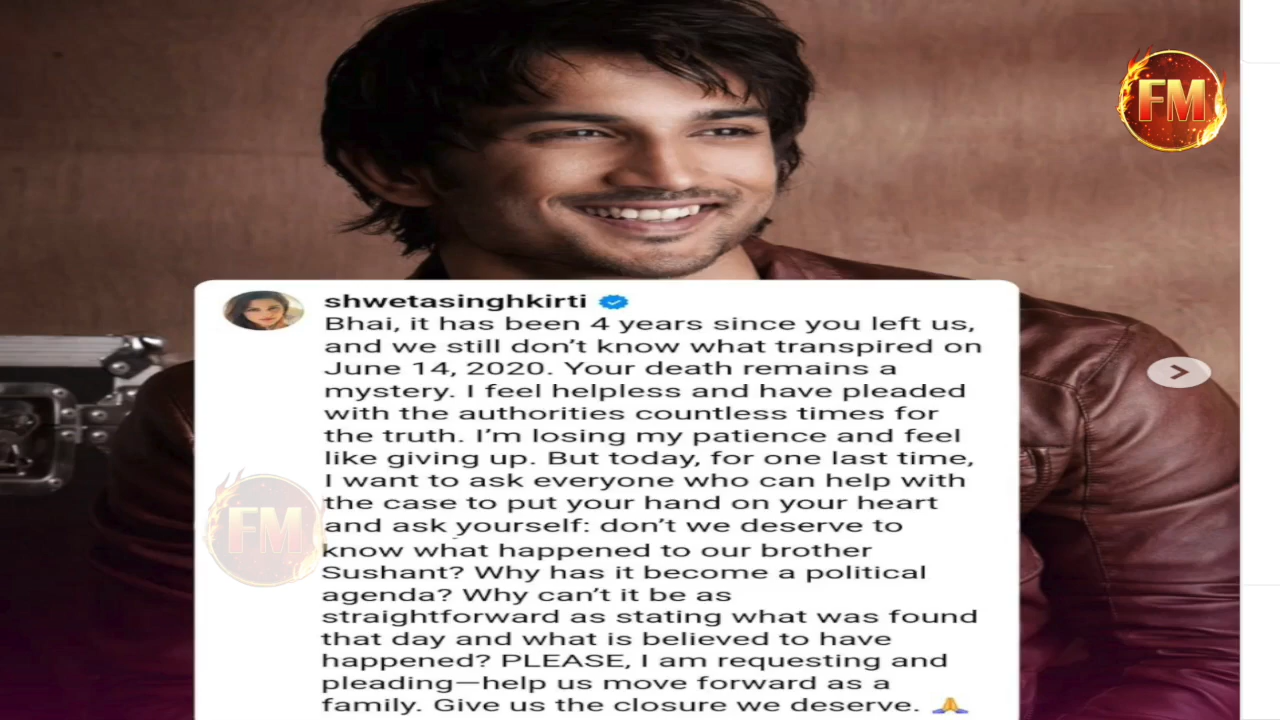 FM
shwetasinghkirti
Bhai, it has been 4 years since you left us,
and we still don't know what transpired on
June 14, 2020. Your death remains a
mystery. I feel helpless and have pleaded
with the authorities countless times for
the truth. I'm losing my patience and feel
like giving up. But today, for one last time,
I want to ask everyone who can help with
the case to put your hand on your heart
and ask yourself: don't we deserve to
know what happened to our brother
Sushant? Why has it become a political
agenda? Why can't it be as
straightforward as stating what was found
that day and what is believed to have
happened? PLEASE, I am requesting and
pleading—help us move forward as a
family. Give us the closure we deserve. 🙏
FM